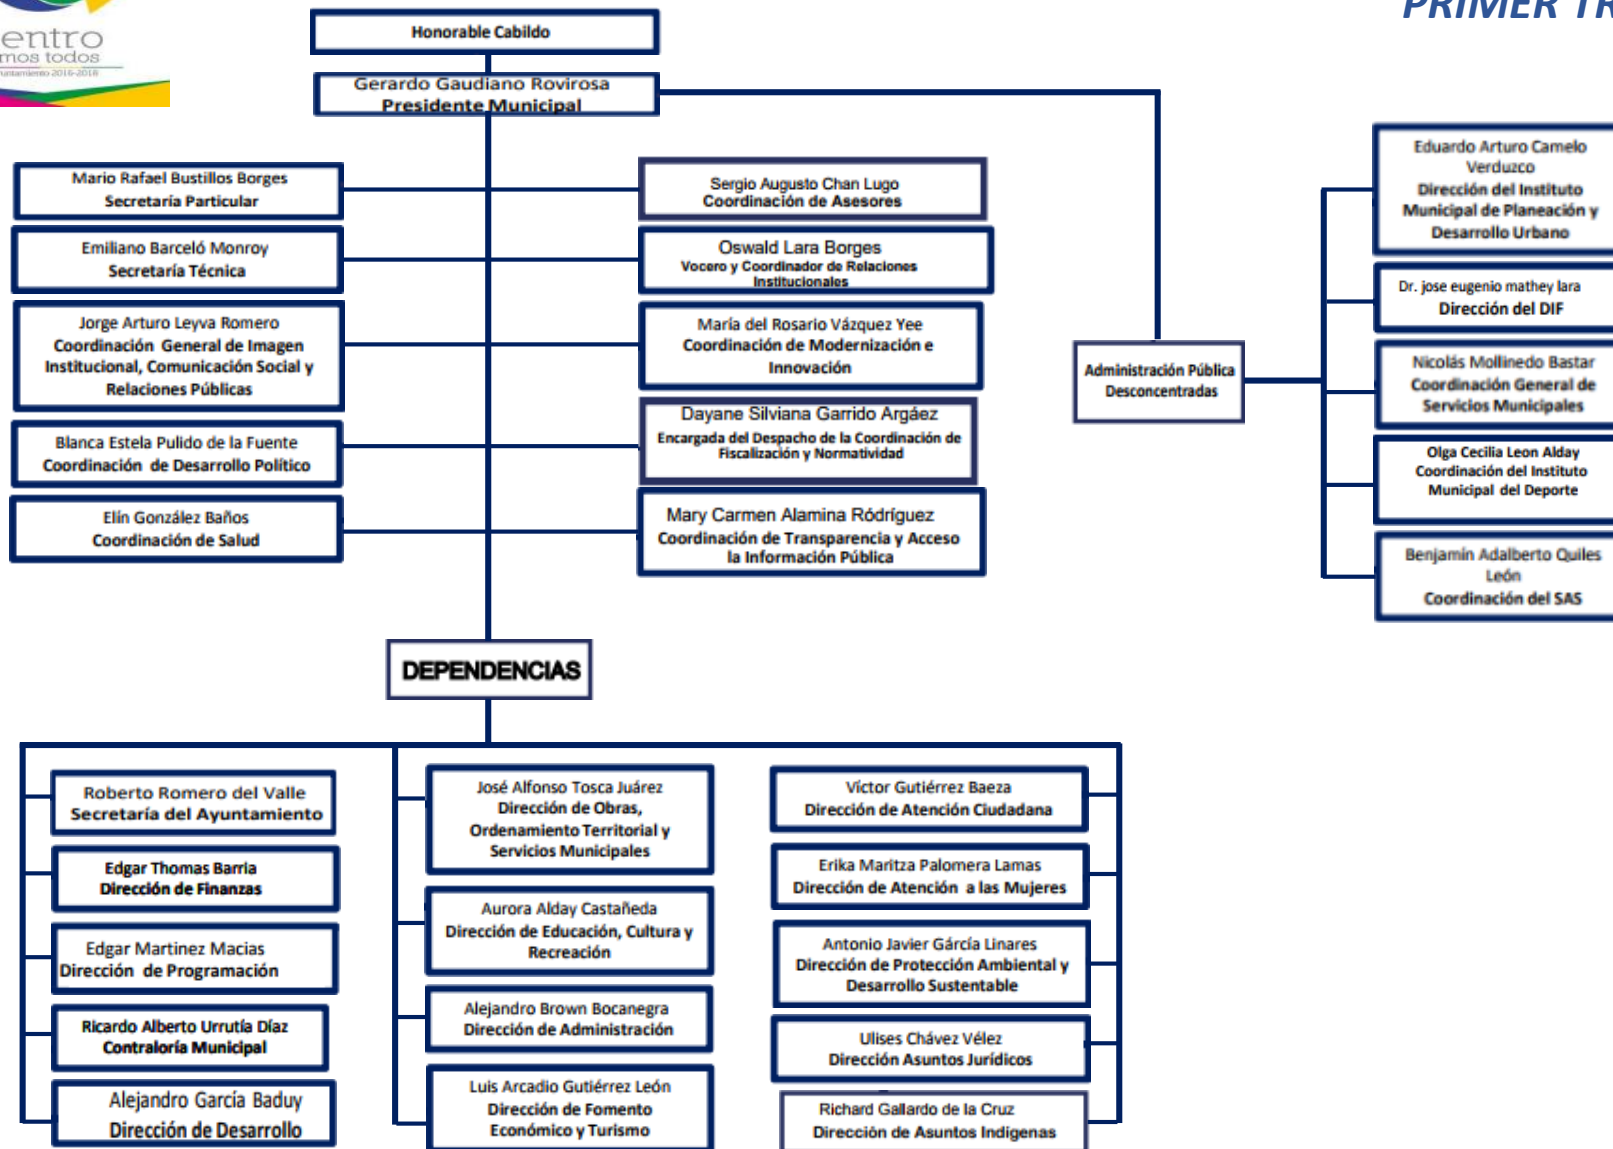 PRIMER TR
entro
mos todos
2016-2018
Honorable Cabildo
Gerardo Gaudiano Rovirosa
Presidente Municipal
Mario Rafael Bustillos Borges
Secretaría Particular
Sergio Augusto Chan Lugo
Coordinación de Asesores
Emiliano Barceló Monroy
Secretaría Técnica
Oswald Lara Borges
Vocero y Coordinador de Relaciones
Institucionales
Jorge Arturo Leyva Romero
Coordinación General de Imagen
Institucional, Comunicación Social y
Relaciones Públicas
María del Rosario Vázquez Yee
Coordinación de Modernización e
Innovación
Blanca Estela Pulido de la Fuente
Coordinación de Desarrollo Político
Dayane Silviana Garrido Argáez
Encargada del Despacho de la Coordinación de
Fiscalización y Normatividad
Elín González Baños
Coordinación de Salud
Mary Carmen Alamina Ródríguez
Coordinación de Transparencia y Acceso
la Información Pública
Administración Pública
Desconcentradas
Eduardo Arturo Camelo
Verduzco
Dirección del Instituto
Municipal de Planeación y
Desarrollo Urbano
Dr. jose eugenio mathey lara
Dirección del DIF
Nicolás Mollinedo Bastar
Coordinación General de
Servicios Municipales
Olga Cecilia Leon Alday
Coordinación del Instituto
Municipal del Deporte
Benjamín Adalberto Quiles
León
Coordinación del SAS
DEPENDENCIAS
Roberto Romero del Valle
Secretaría del Ayuntamiento
Edgar Thomas Barria
Dirección de Finanzas
Edgar Martinez Macias
Dirección de Programación
Ricardo Alberto Urrutía Díaz
Contraloría Municipal
Alejandro García Baduy
Dirección de Desarrollo
José Alfonso Tosca Juárez
Dirección de Obras,
Ordenamiento Territorial y
Servicios Municipales
Aurora Alday Castañeda
Dirección de Educación, Cultura y
Recreación
Alejandro Brown Bocanegra
Dirección de Administración
Luis Arcadio Gutiérrez León
Dirección de Fomento
Económico y Turismo
Víctor Gutiérrez Baeza
Dirección de Atención Ciudadana
Erika Maritza Palomera Lamas
Dirección de Atención a las Mujeres
Antonio Javier Gárcía Linares
Dirección de Protección Ambiental y
Desarrollo Sustentable
Ulises Chávez Vélez
Dirección Asuntos Jurídicos
Richard Gallardo de la Cruz
Dirección de Asuntos Indígenas